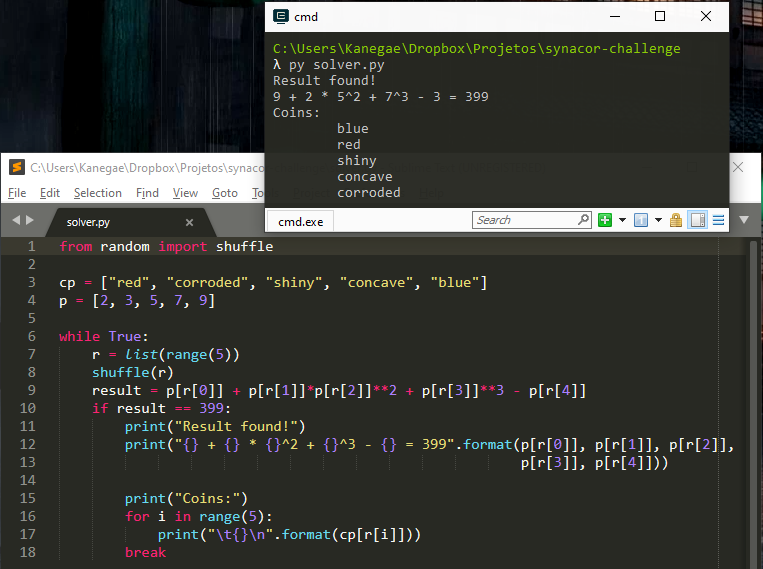 cmd
C:\Users\Kanegae\Dropbox\Projetos\synacor-challenge
λ py solver.py
Result found!
9 + 2 * 5^2 + 7^3 - 3 = 399
Coins:
blue
red
shiny
concave
corroded
cmd.exe
Search
C:\Users\Kanegae\Dropbox\Projetos\synaco
File Edit Selection Find View Goto To
solver.py
1 from random import shuffle
2
3 cp = ["red", "corroded", "shiny", "concave", "blue"]
4 p = [2, 3, 5, 7, 9]
5
6 while True:
7 r = list(range(5))
8 shuffle(r)
9 result = p[r[0]] + p[r[1]]*p[r[2]]**2 + p[r[3]]**3 - p[r[4]]
10 if result == 399:
11 print("Result found!")
12 print("{} + {} * {}^2 + {}^3 - {} = 399".format(p[r[0]], p[r[1]], p[r[2]],
13 p[r[3]], p[r[4]]))
14
15 print("Coins:")
16 for i in range(5):
17 print("\t{}\n".format(cp[r[i]]))
18 break